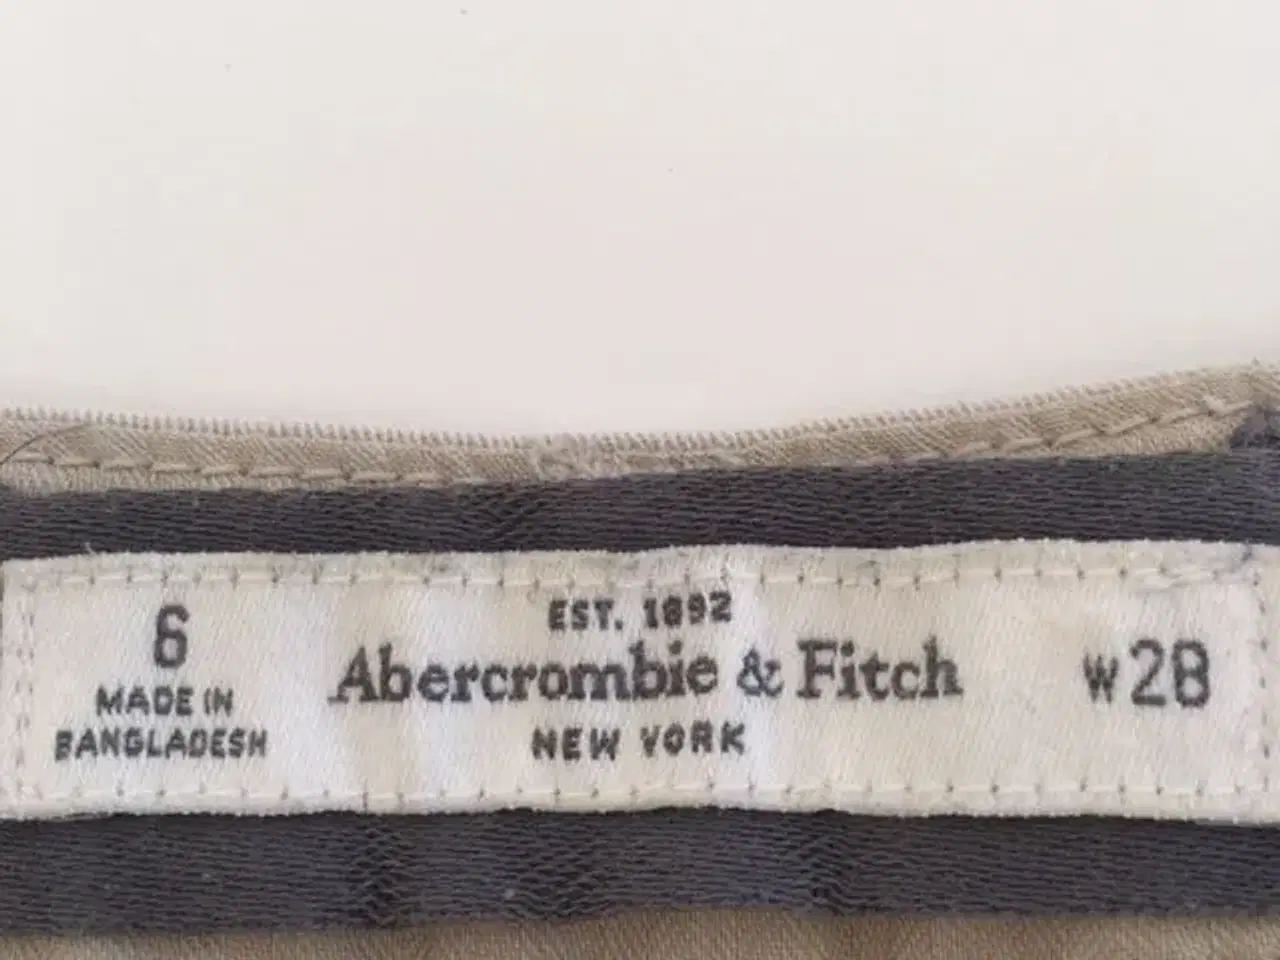 6
MADE IN
BANGLADESH
EST. 1892
Abercrombie & Fitch
NEW YORK
W28